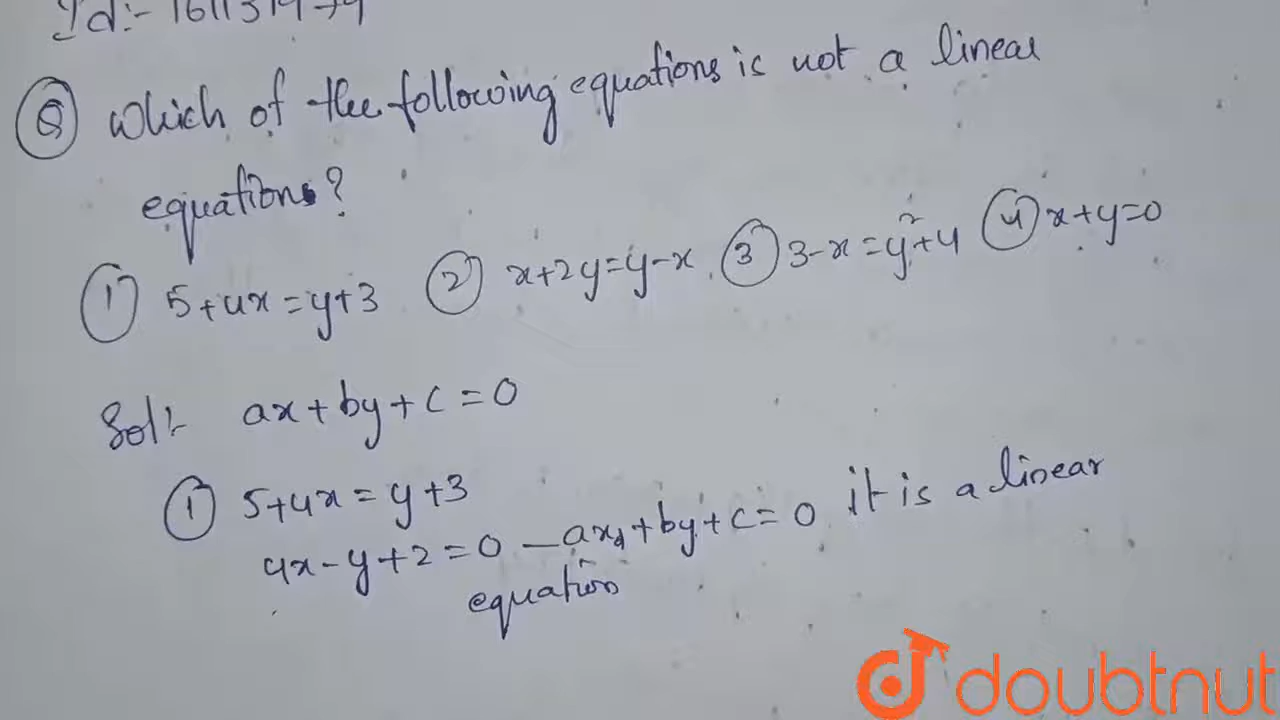 Id:- 1611319
Q Which of the following equations is not a linear
equations?
1 5+4x=y+3 2 x+2y=y-x 3 3-x=y²+4 4 x+y=0
Sol:- ax+by+c=0
1 5+4x=y+3
4x-y+2=0 — ax+by+c=0 it is a linear
equation
doubtnut